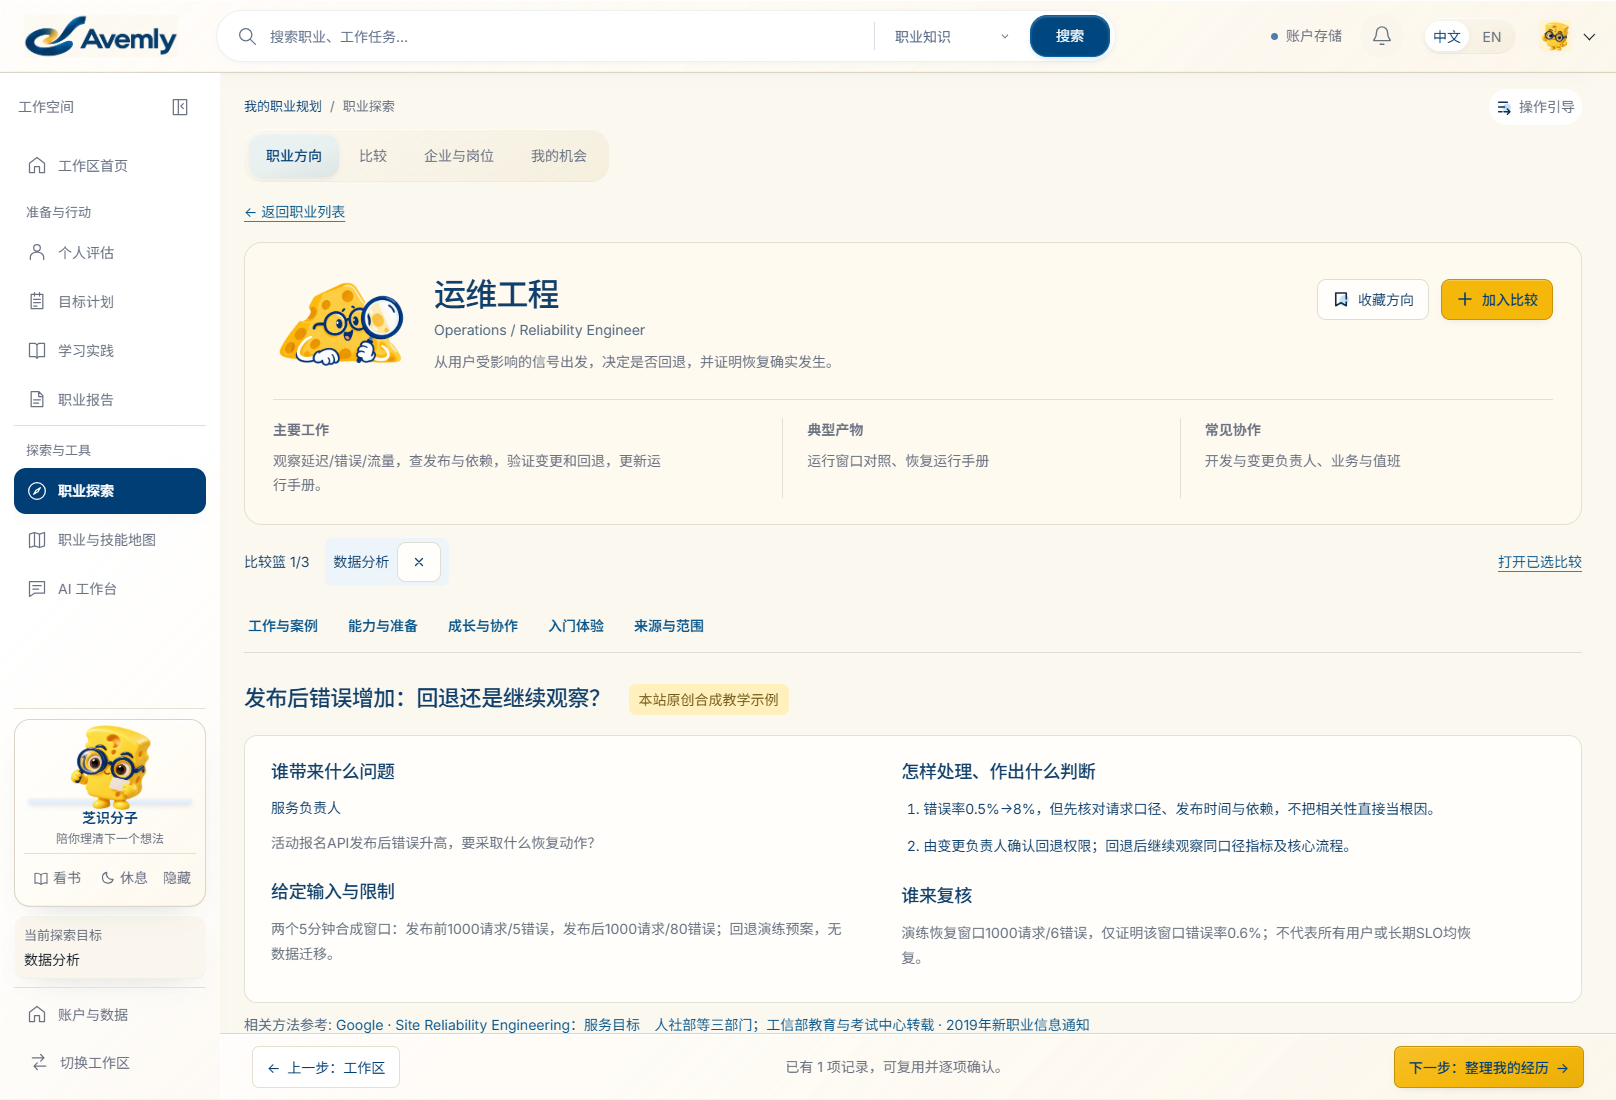 Avemly
搜索职业、工作任务...
职业知识
搜索
账户存储
中文
EN
工作空间
工作区首页
准备与行动
个人评估
目标计划
学习实践
职业报告
探索与工具
职业探索
职业与技能地图
AI 工作台
芝识分子
陪你理清下一个想法
看书
休息
隐藏
当前探索目标
数据分析
账户与数据
切换工作区
我的职业规划 / 职业探索
操作引导
职业方向
比较
企业与岗位
我的机会
← 返回职业列表
运维工程
Operations / Reliability Engineer
从用户受影响的信号出发，决定是否回退，并证明恢复确实发生。
收藏方向
+ 加入比较
主要工作
观察延迟/错误/流量，查发布与依赖，验证变更和回退，更新运
行手册。
典型产物
运行窗口对照、恢复运行手册
常见协作
开发与变更负责人、业务与值班
比较篮 1/3
数据分析
×
打开已选比较
工作与案例
能力与准备
成长与协作
入门体验
来源与范围
发布后错误增加：回退还是继续观察？
本站原创合成教学示例
谁带来什么问题
服务负责人
活动报名API发布后错误升高，要采取什么恢复动作？
给定输入与限制
两个5分钟合成窗口：发布前1000请求/5错误，发布后1000请求/80错误；回退演练预案，无
数据迁移。
怎样处理、作出什么判断
1. 错误率0.5%→8%，但先核对请求口径、发布时间与依赖，不把相关性直接当根因。
2. 由变更负责人确认回退权限；回退后继续观察同口径指标及核心流程。
谁来复核
演练恢复窗口1000请求/6错误，仅证明该窗口错误率0.6%；不代表所有用户或长期SLO均恢
复。
相关方法参考: Google · Site Reliability Engineering：服务目标 人社部等三部门；工信部教育与考试中心转载 · 2019年新职业信息通知
← 上一步：工作区
已有 1 项记录，可复用并逐项确认。
下一步：整理我的经历 →